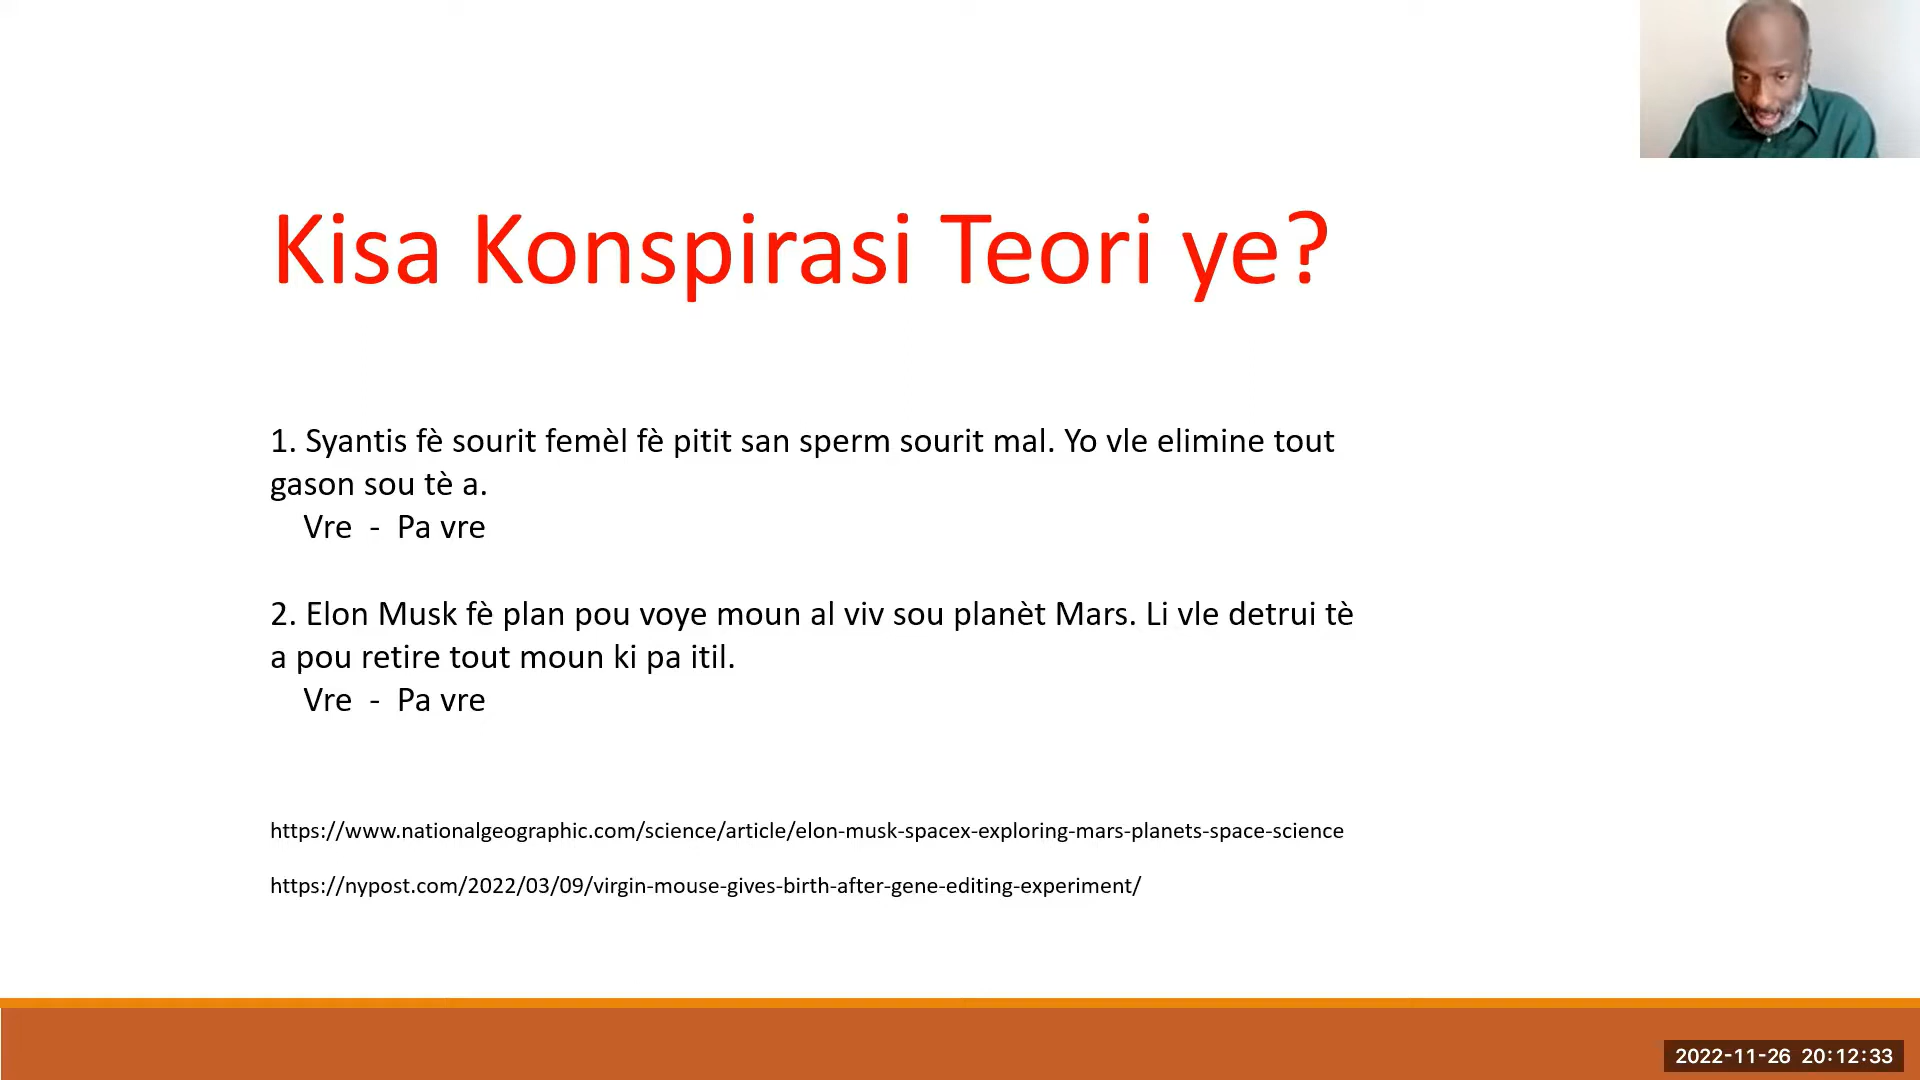 Kisa Konspirasi Teori ye?
1. Syantis fè sourit femèl fè pitit san sperm sourit mal. Yo vle elimine tout
gason sou tè a.
Vre - Pa vre
2. Elon Musk fè plan pou voye moun al viv sou planèt Mars. Li vle detrui tè
a pou retire tout moun ki pa itil.
Vre - Pa vre
https://www.nationalgeographic.com/science/article/elon-musk-spacex-exploring-mars-planets-space-science
https://nypost.com/2022/03/09/virgin-mouse-gives-birth-after-gene-editing-experiment/
2022-11-26 20:12:33